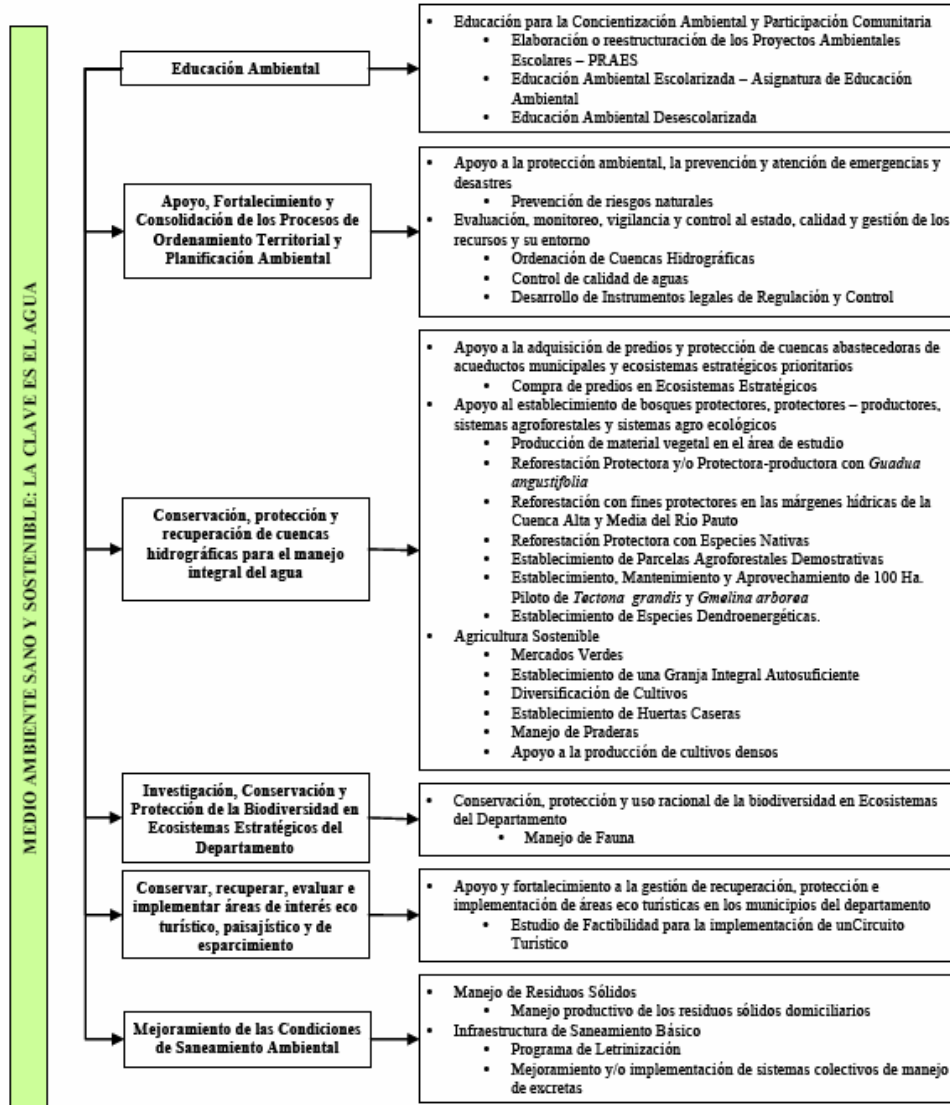 MEDIO AMBIENTE SANO Y SOSTENIBLE: LA CLAVE ES EL AGUA
Educación Ambiental
• Educación para la Concientización Ambiental y Participación Comunitaria
• Elaboración o reestructuración de los Proyectos Ambientales
Escolares – PRAES
• Educación Ambiental Escolarizada – Asignatura de Educación
Ambiental
• Educación Ambiental Desescolarizada
Apoyo, Fortalecimiento y
Consolidación de los Procesos de
Ordenamiento Territorial y
Planificación Ambiental
• Apoyo a la protección ambiental, la prevención y atención de emergencias y
desastres
• Prevención de riesgos naturales
• Evaluación, monitoreo, vigilancia y control al estado, calidad y gestión de los
recursos y su entorno
• Ordenación de Cuencas Hidrográficas
• Control de calidad de aguas
• Desarrollo de Instrumentos legales de Regulación y Control
Conservación, protección y
recuperación de cuencas
hidrográficas para el manejo
integral del agua
• Apoyo a la adquisición de predios y protección de cuencas abastecedoras de
acueductos municipales y ecosistemas estratégicos prioritarios
• Compra de predios en Ecosistemas Estratégicos
• Apoyo al establecimiento de bosques protectores, protectores – productores,
sistemas agroforestales y sistemas agro ecológicos
• Producción de material vegetal en el área de estudio
• Reforestación Protectora y/o Protectora-productora con Guadua
angustifolia
• Reforestación con fines protectores en las márgenes hídricas de la
Cuenca Alta y Media del Río Pauto
• Reforestación Protectora con Especies Nativas
• Establecimiento de Parcelas Agroforestales Demostrativas
• Establecimiento, Mantenimiento y Aprovechamiento de 100 Ha.
Piloto de Tectona grandis y Gmelina arborea
• Establecimiento de Especies Dendroenergéticas.
• Agricultura Sostenible
• Mercados Verdes
• Establecimiento de una Granja Integral Autosuficiente
• Diversificación de Cultivos
• Establecimiento de Huertas Caseras
• Manejo de Praderas
• Apoyo a la producción de cultivos densos
Investigación, Conservación y
Protección de la Biodiversidad en
Ecosistemas Estratégicos del
Departamento
• Conservación, protección y uso racional de la biodiversidad en Ecosistemas
del Departamento
• Manejo de Fauna
Conservar, recuperar, evaluar e
implementar áreas de interés eco
turístico, paisajístico y de
esparcimiento
• Apoyo y fortalecimiento a la gestión de recuperación, protección e
implementación de áreas eco turísticas en los municipios del departamento
• Estudio de Factibilidad para la implementación de unCircuito
Turístico
Mejoramiento de las Condiciones
de Saneamiento Ambiental
• Manejo de Residuos Sólidos
• Manejo productivo de los residuos sólidos domiciliarios
• Infraestructura de Saneamiento Básico
• Programa de Letrinización
• Mejoramiento y/o implementación de sistemas colectivos de manejo
de excretas